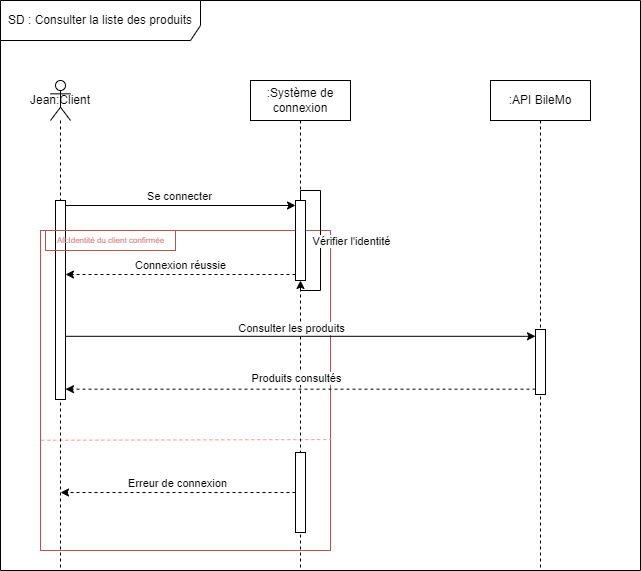 SD : Consulter la liste des produits
Jean:Client
:Système de
connexion
:API BileMo
Se connecter
Alt:Identité du client confirmée
Vérifier l'identité
Connexion réussie
Consulter les produits
Produits consultés
Erreur de connexion